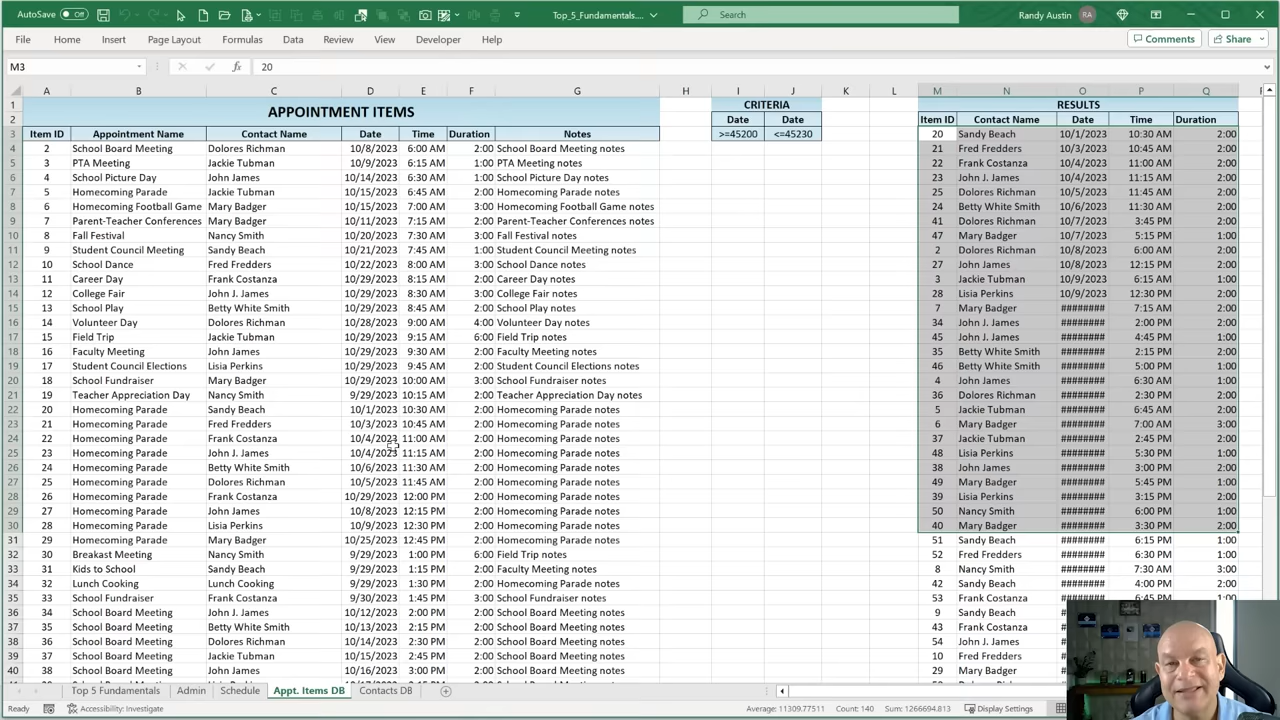 AutoSave Off Top_5_Fundamentals.... Search Randy Austin RA
File Home Insert Page Layout Formulas Data Review View Developer Help Comments Share
M3 fx 20
A B C D E F G H I J K L M N O P Q
1 APPOINTMENT ITEMS CRITERIA RESULTS
2 Date Date Item ID Contact Name Date Time Duration
3 Item ID Appointment Name Contact Name Date Time Duration Notes >=45200 <=45230 20 Sandy Beach 10/1/2023 10:30 AM 2:00
4 2 School Board Meeting Dolores Richman 10/8/2023 6:00 AM 2:00 School Board Meeting notes 21 Fred Fredders 10/3/2023 10:45 AM 2:00
5 3 PTA Meeting Jackie Tubman 10/9/2023 6:15 AM 1:00 PTA Meeting notes 22 Frank Costanza 10/4/2023 11:00 AM 2:00
6 4 School Picture Day John James 10/14/2023 6:30 AM 1:00 School Picture Day notes 23 John J. James 10/4/2023 11:15 AM 2:00
7 5 Homecoming Parade Jackie Tubman 10/15/2023 6:45 AM 2:00 Homecoming Parade notes 25 Dolores Richman 10/5/2023 11:45 AM 2:00
8 6 Homecoming Football Game Mary Badger 10/15/2023 7:00 AM 3:00 Homecoming Football Game notes 24 Betty White Smith 10/6/2023 11:30 AM 2:00
9 7 Parent-Teacher Conferences Mary Badger 10/11/2023 7:15 AM 2:00 Parent-Teacher Conferences notes 41 Dolores Richman 10/7/2023 3:45 PM 2:00
10 8 Fall Festival Nancy Smith 10/20/2023 7:30 AM 3:00 Fall Festival notes 47 Mary Badger 10/7/2023 5:15 PM 1:00
11 9 Student Council Meeting Sandy Beach 10/21/2023 7:45 AM 1:00 Student Council Meeting notes 2 Dolores Richman 10/8/2023 6:00 AM 2:00
12 10 School Dance Fred Fredders 10/22/2023 8:00 AM 3:00 School Dance notes 27 John James 10/8/2023 12:15 PM 2:00
13 11 Career Day Frank Costanza 10/29/2023 8:15 AM 2:00 Career Day notes 3 Jackie Tubman 10/9/2023 6:15 AM 1:00
14 12 College Fair John J. James 10/29/2023 8:30 AM 3:00 College Fair notes 28 Lisia Perkins 10/9/2023 12:30 PM 2:00
15 13 School Play Betty White Smith 10/29/2023 8:45 AM 2:00 School Play notes 7 Mary Badger ######## 7:15 AM 2:00
16 14 Volunteer Day Dolores Richman 10/28/2023 9:00 AM 4:00 Volunteer Day notes 34 John J. James ######## 2:00 PM 2:00
17 15 Field Trip Jackie Tubman 10/29/2023 9:15 AM 6:00 Field Trip notes 45 John J. James ######## 4:45 PM 1:00
18 16 Faculty Meeting John James 10/29/2023 9:30 AM 2:00 Faculty Meeting notes 35 Betty White Smith ######## 2:15 PM 2:00
19 17 Student Council Elections Lisia Perkins 10/29/2023 9:45 AM 2:00 Student Council Elections notes 46 Betty White Smith ######## 5:00 PM 1:00
20 18 School Fundraiser Mary Badger 10/29/2023 10:00 AM 3:00 School Fundraiser notes 4 John James ######## 6:30 AM 1:00
21 19 Teacher Appreciation Day Nancy Smith 9/29/2023 10:15 AM 2:00 Teacher Appreciation Day notes 36 Dolores Richman ######## 2:30 PM 2:00
22 20 Homecoming Parade Sandy Beach 10/1/2023 10:30 AM 2:00 Homecoming Parade notes 5 Jackie Tubman ######## 6:45 AM 2:00
23 21 Homecoming Parade Fred Fredders 10/3/2023 10:45 AM 2:00 Homecoming Parade notes 6 Mary Badger ######## 7:00 AM 3:00
24 22 Homecoming Parade Frank Costanza 10/4/2023 11:00 AM 2:00 Homecoming Parade notes 37 Jackie Tubman ######## 2:45 PM 2:00
25 23 Homecoming Parade John J. James 10/4/2023 11:15 AM 2:00 Homecoming Parade notes 48 Lisia Perkins ######## 5:30 PM 1:00
26 24 Homecoming Parade Betty White Smith 10/6/2023 11:30 AM 2:00 Homecoming Parade notes 38 John James ######## 3:00 PM 2:00
27 25 Homecoming Parade Dolores Richman 10/5/2023 11:45 AM 2:00 Homecoming Parade notes 49 Mary Badger ######## 5:45 PM 1:00
28 26 Homecoming Parade Frank Costanza 10/29/2023 12:00 PM 2:00 Homecoming Parade notes 39 Lisia Perkins ######## 3:15 PM 2:00
29 27 Homecoming Parade John James 10/8/2023 12:15 PM 2:00 Homecoming Parade notes 50 Nancy Smith ######## 6:00 PM 1:00
30 28 Homecoming Parade Lisia Perkins 10/9/2023 12:30 PM 2:00 Homecoming Parade notes 40 Mary Badger ######## 3:30 PM 2:00
31 29 Homecoming Parade Mary Badger 10/25/2023 12:45 PM 2:00 Homecoming Parade notes 51 Sandy Beach ######## 6:15 PM 1:00
32 30 Breakast Meeting Nancy Smith 9/29/2023 1:00 PM 6:00 Field Trip notes 52 Fred Fredders ######## 6:30 PM 1:00
33 31 Kids to School Sandy Beach 9/29/2023 1:15 PM 2:00 Faculty Meeting notes 8 Nancy Smith ######## 7:30 AM 3:00
34 32 Lunch Cooking Lunch Cooking 9/29/2023 1:30 PM 2:00 Homecoming Parade notes 42 Sandy Beach ######## 4:00 PM 2:00
35 33 School Fundraiser Frank Costanza 9/30/2023 1:45 PM 3:00 School Fundraiser notes 53 Frank Costanza ######## 6:45 PM 1:00
36 34 School Board Meeting John J. James 10/12/2023 2:00 PM 2:00 School Board Meeting notes 9 Sandy Beach
37 35 School Board Meeting Betty White Smith 10/13/2023 2:15 PM 2:00 School Board Meeting notes 43 Frank Costanza
38 36 School Board Meeting Dolores Richman 10/14/2023 2:30 PM 2:00 School Board Meeting notes 54 John J. James
39 37 School Board Meeting Jackie Tubman 10/15/2023 2:45 PM 2:00 School Board Meeting notes 10 Fred Fredders
40 38 School Board Meeting John James 10/16/2023 3:00 PM 2:00 School Board Meeting notes 29 Mary Badger
Top 5 Fundamentals Admin Schedule Appt. Items DB Contacts DB
Ready Accessibility: Investigate Average: 11309.77511 Count: 140 Sum: 1266694.813 Display Settings